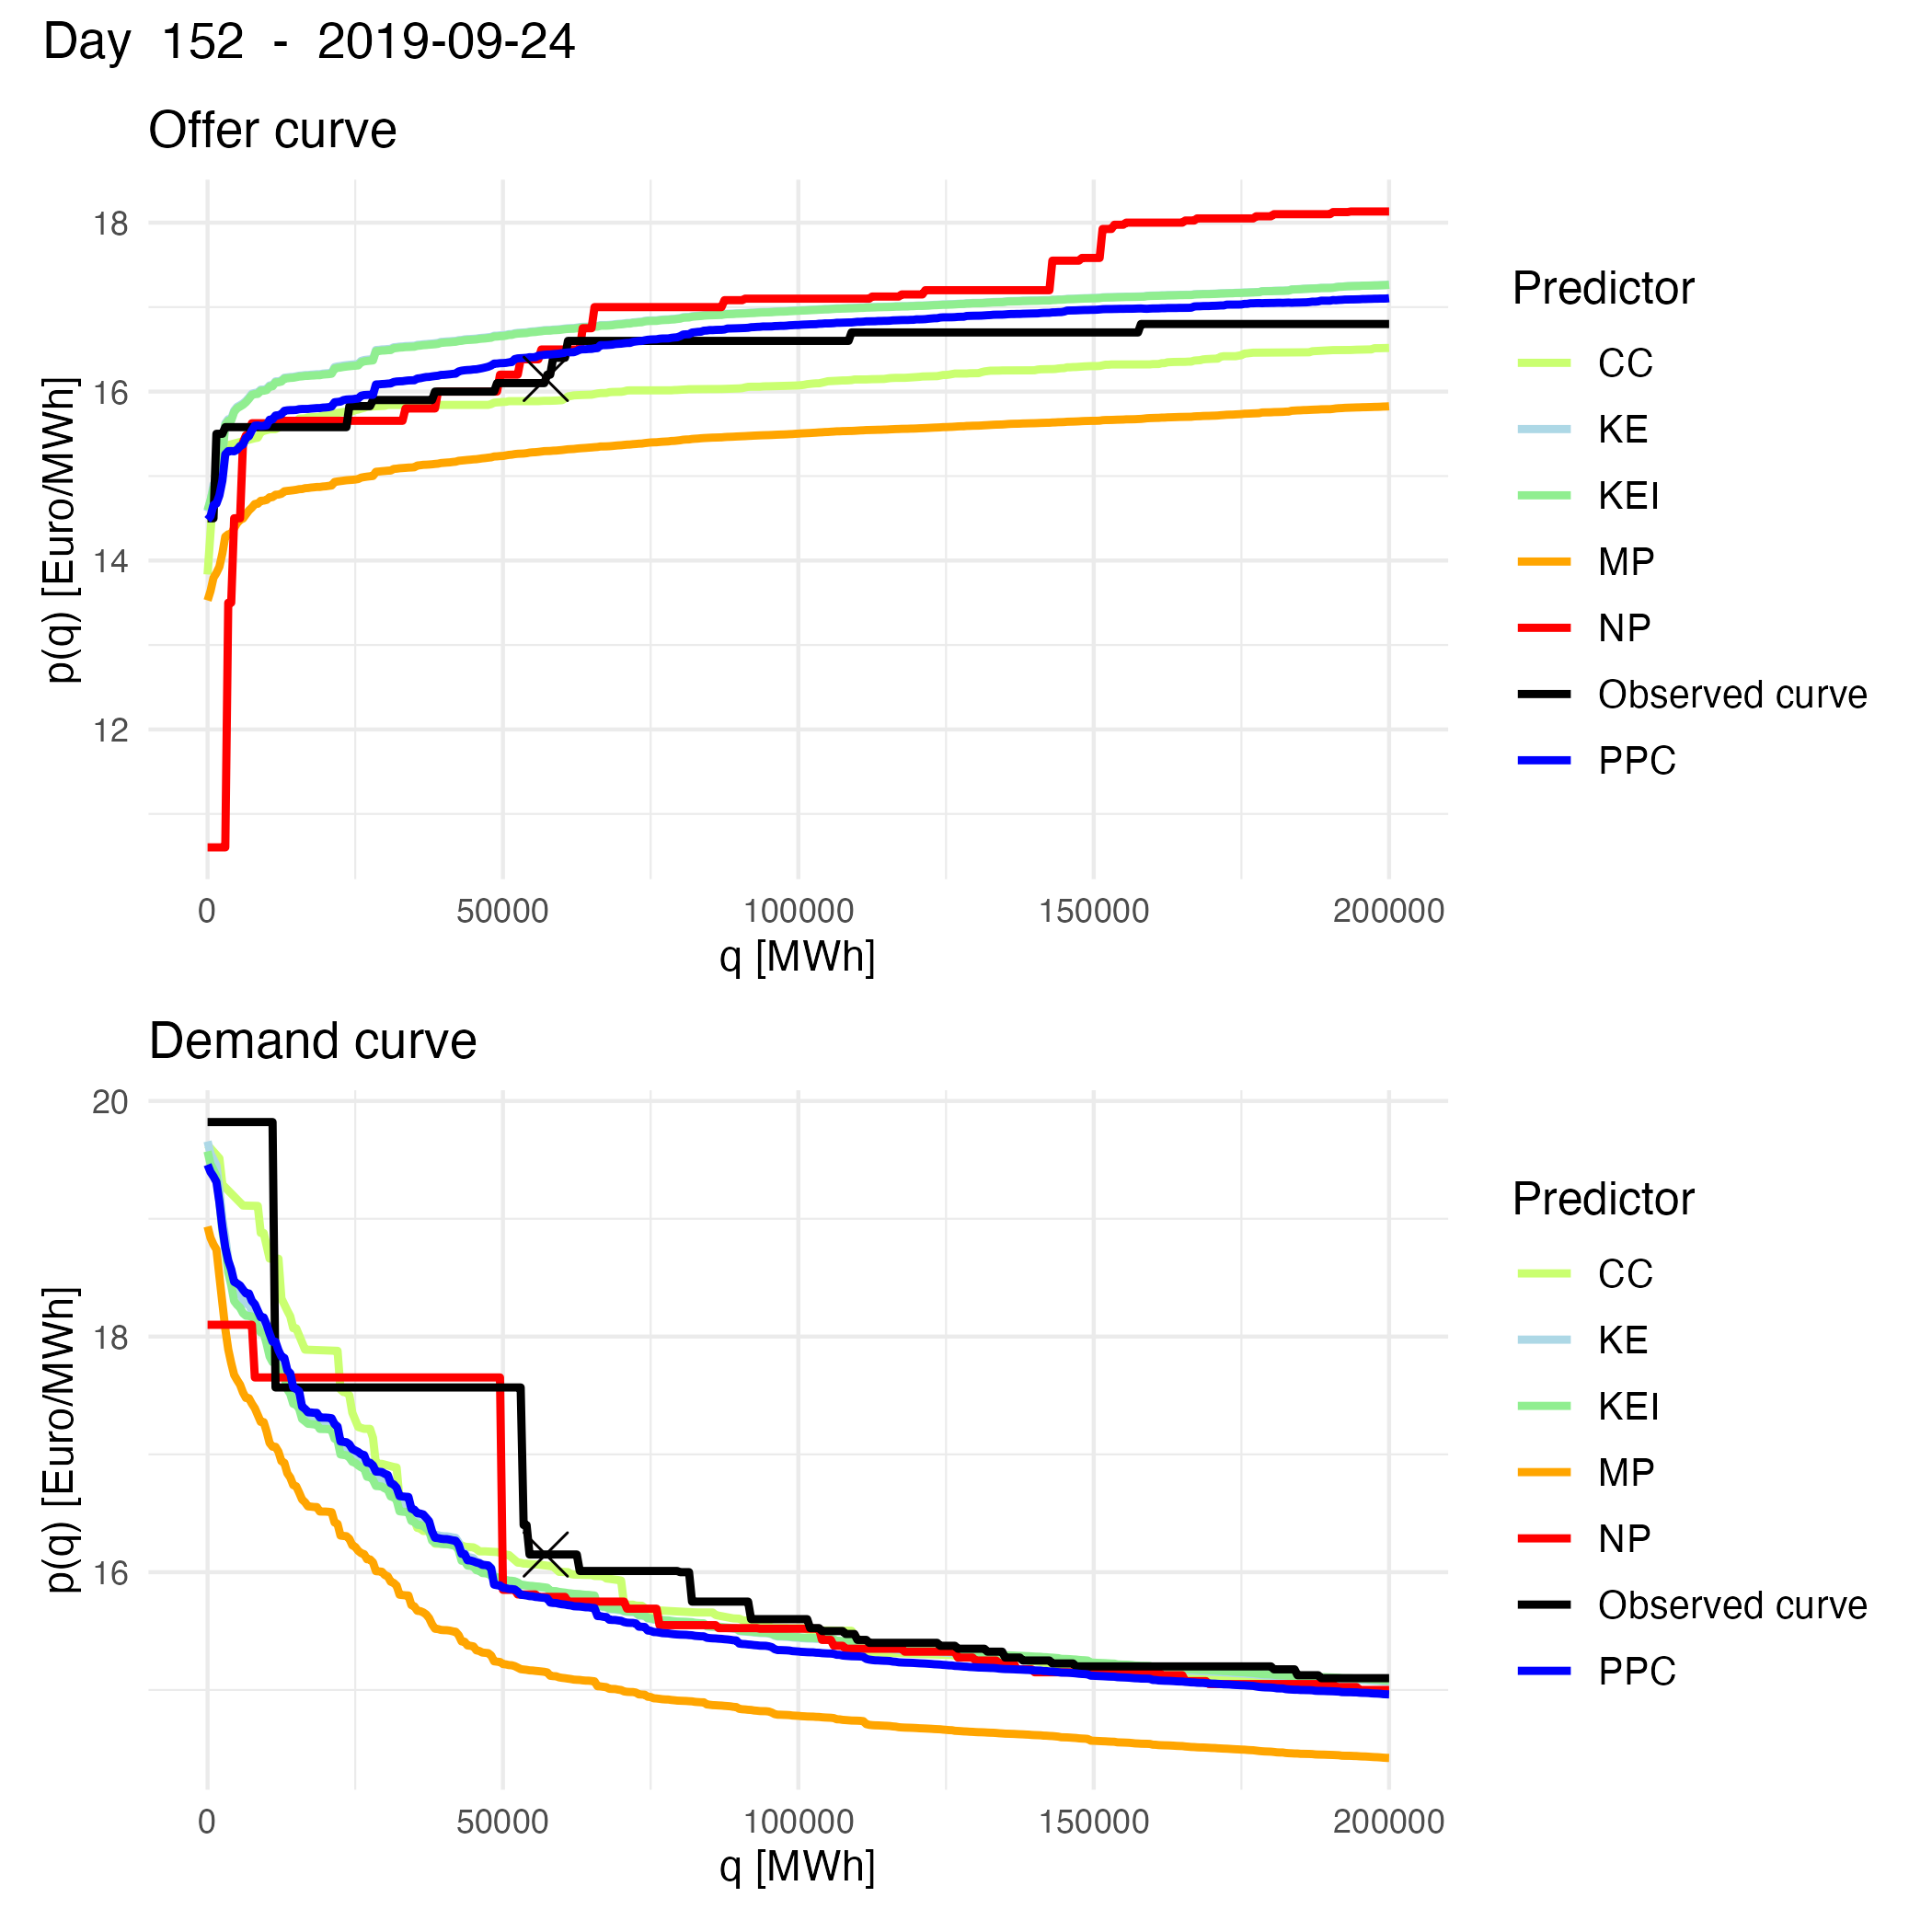 Day 152 - 2019-09-24
Offer curve
18
16
14
12
p(q) [Euro/MWh]
0 50000 100000 150000 200000
q [MWh]
Predictor
CC
KE
KEI
MP
NP
Observed curve
PPC
Demand curve
20
18
16
p(q) [Euro/MWh]
0 50000 100000 150000 200000
q [MWh]
Predictor
CC
KE
KEI
MP
NP
Observed curve
PPC